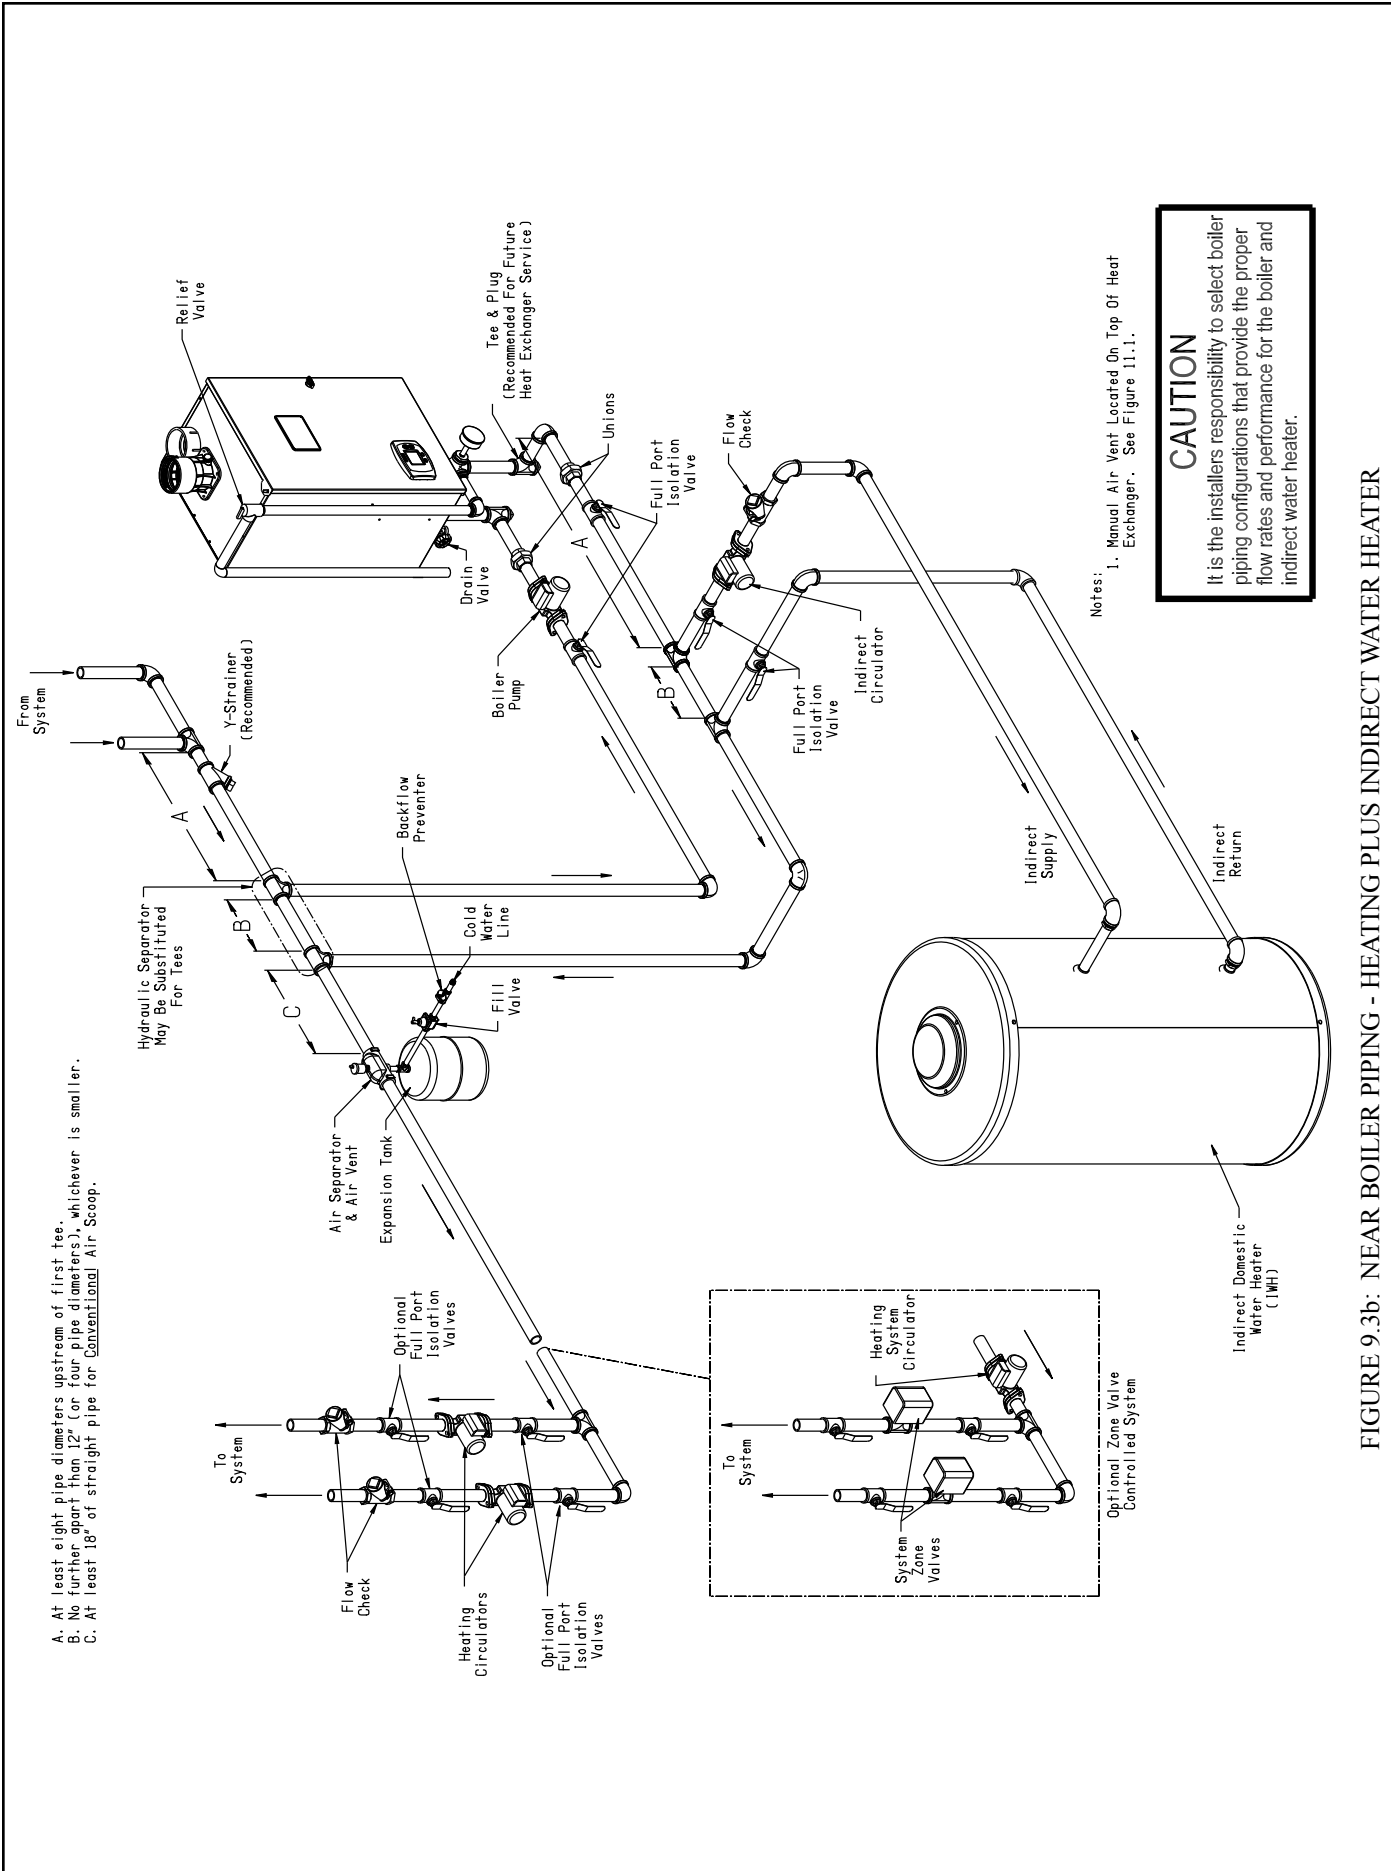 A. At least eight pipe diameters upstream of first tee.
B. No further apart than 12" (or four pipe diameters), whichever is smaller.
C. At least 18" of straight pipe for Conventional Air Scoop.
From
System
Y-Strainer
(Recommended)
A
Hydraulic Separator
May Be Substituted
For Tees
B
C
Backflow
Preventer
Cold
Water
Line
Fill
Valve
Air Separator
& Air Vent
Expansion Tank
Relief
Valve
Tee & Plug
(Recommended For Future
Heat Exchanger Service)
Unions
Full Port
Isolation
Valve
Drain
Valve
Boiler
Pump
A
B
Flow
Check
Full Port
Isolation
Valve
Indirect
Circulator
Indirect
Supply
Indirect
Return
Indirect Domestic
Water Heater
(IWH)
To
System
Optional
Full Port
Isolation
Valves
Flow
Check
Heating
Circulators
Optional
Full Port
Isolation
Valves
To
System
Heating
System
Circulator
System
Zone
Valves
Optional Zone Valve
Controlled System
Notes:
1. Manual Air Vent Located On Top Of Heat
Exchanger. See Figure 11.1.
CAUTION
It is the installers responsibility to select boiler
piping configurations that provide the proper
flow rates and performance for the boiler and
indirect water heater.
FIGURE 9.3b: NEAR BOILER PIPING - HEATING PLUS INDIRECT WATER HEATER